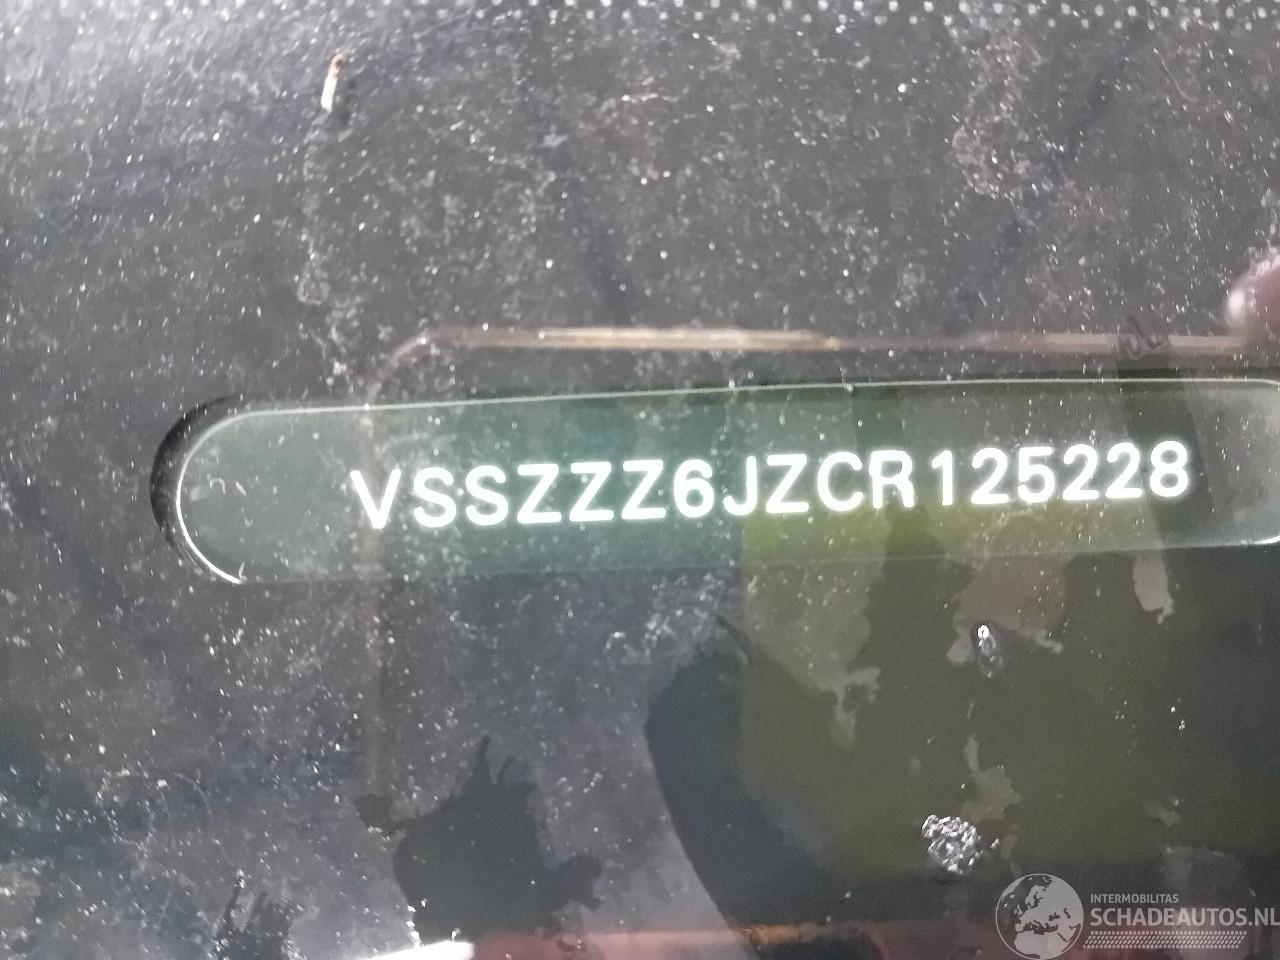 VSSZZZ6JZCR125228
INTERMOBILITAS
SCHADEAUTOS.NL